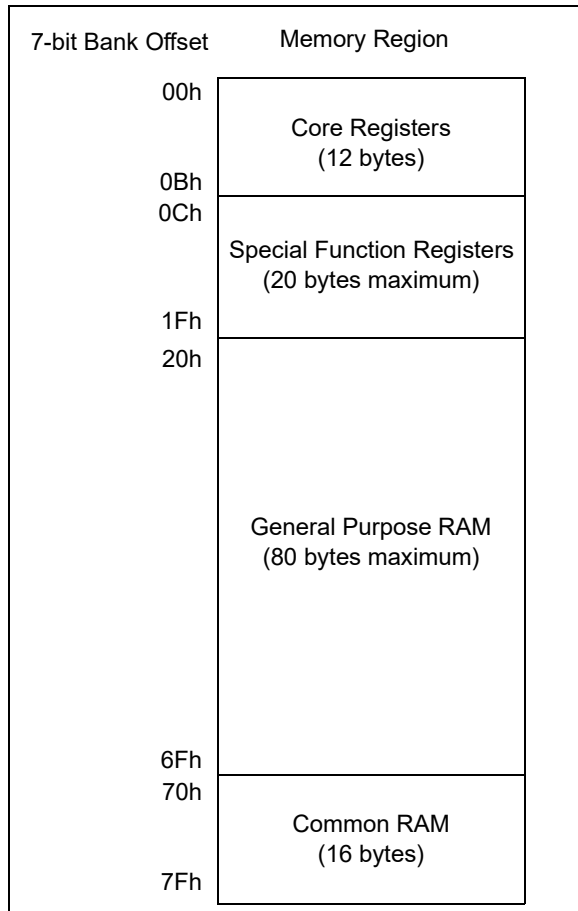 7-bit Bank Offset
Memory Region
00h
Core Registers
(12 bytes)
0Bh
0Ch
Special Function Registers
(20 bytes maximum)
1Fh
20h
General Purpose RAM
(80 bytes maximum)
6Fh
70h
Common RAM
(16 bytes)
7Fh